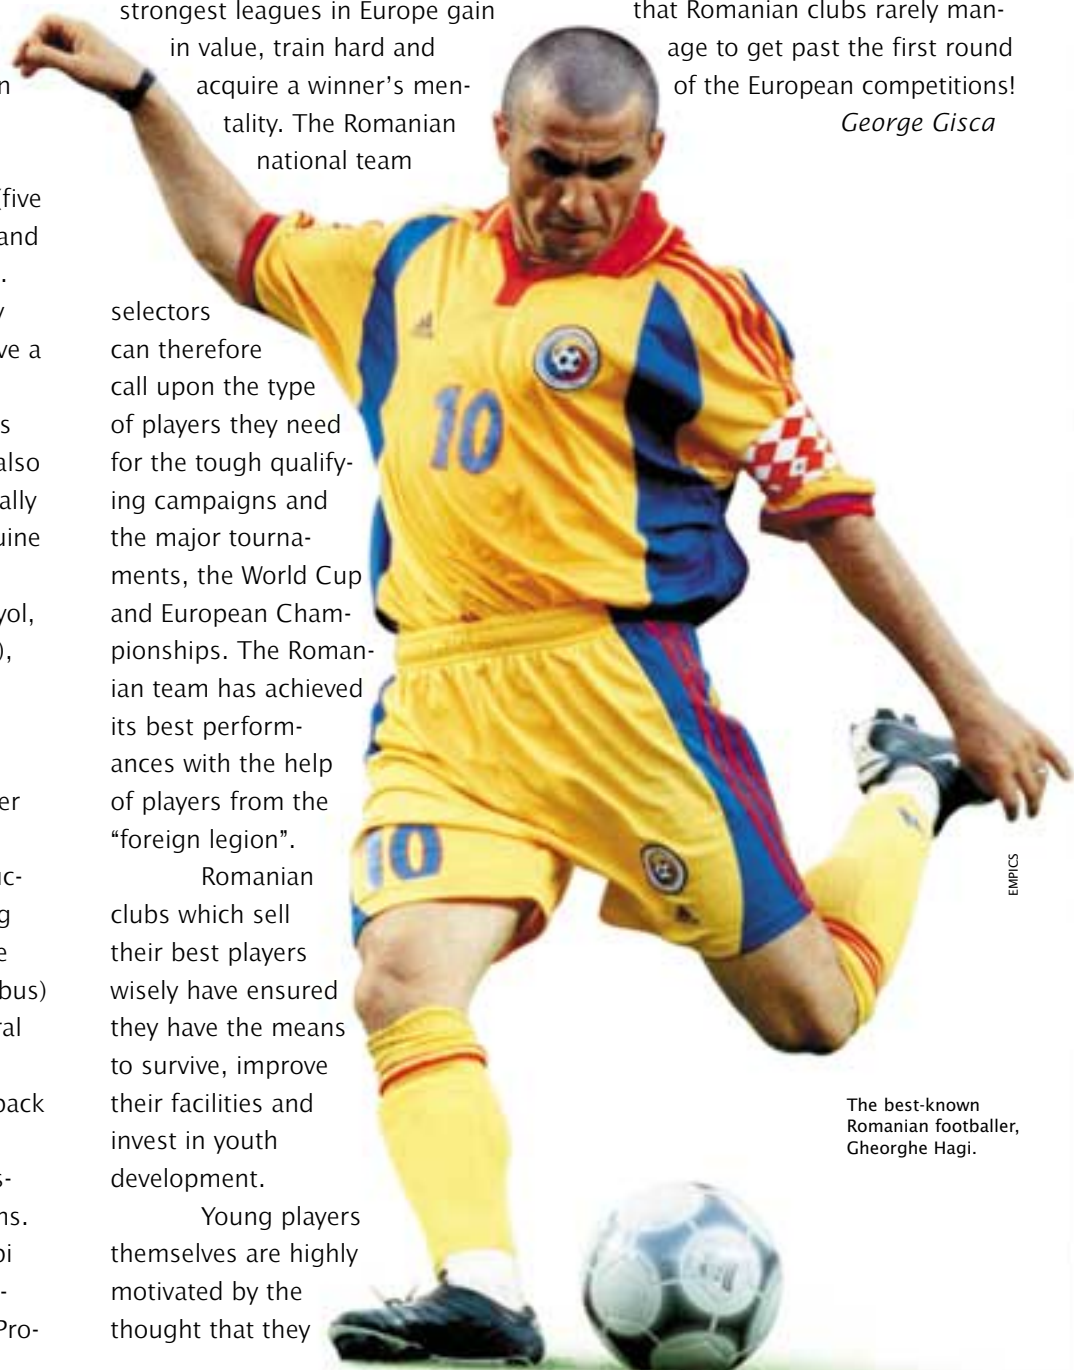 n
(five
and
.
y
ve a
s
also
ally
uine
yol,
),
er
uc-
g
e
bus)
ral
back
s-
ns.
bi
-
Pro-
strongest leagues in Europe gain
in value, train hard and
acquire a winner’s men-
tality. The Romanian
national team
selectors
can therefore
call upon the type
of players they need
for the tough qualify-
ing campaigns and
the major tourna-
ments, the World Cup
and European Cham-
pionships. The Roman-
ian team has achieved
its best perform-
ances with the help
of players from the
“foreign legion”.
Romanian
clubs which sell
their best players
wisely have ensured
they have the means
to survive, improve
their facilities and
invest in youth
development.
Young players
themselves are highly
motivated by the
thought that they
that Romanian clubs rarely man-
age to get past the first round
of the European competitions!
George Gisca
10
10
EMPICS
The best-known
Romanian footballer,
Gheorghe Hagi.